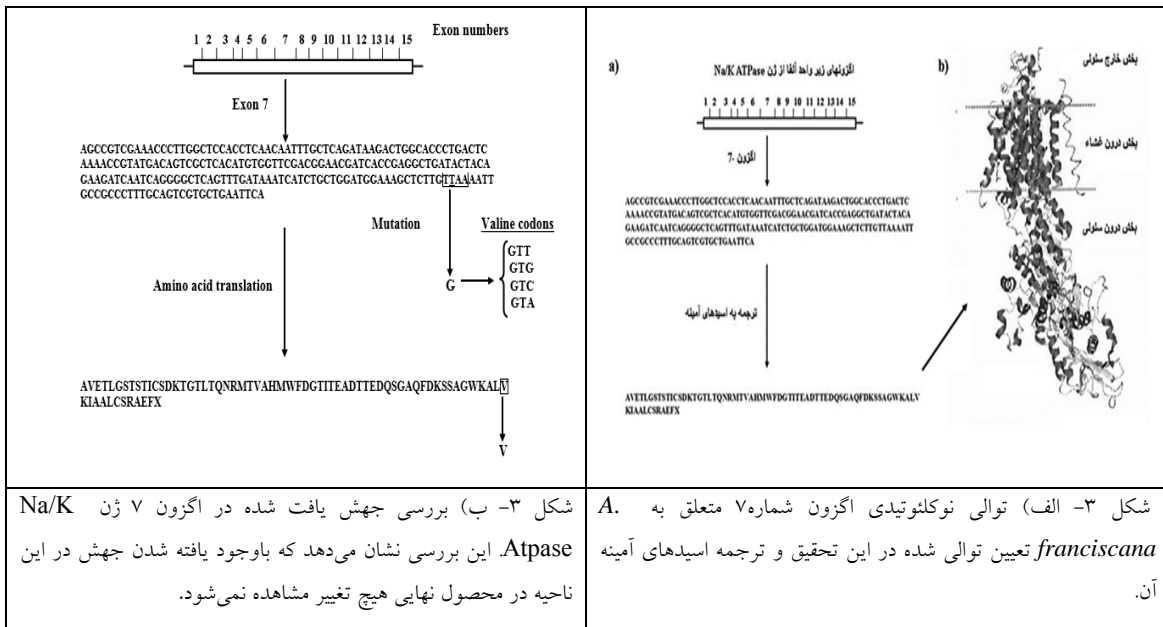 Exon numbers
1 2 3 4 5 6 7 8 9 10 11 12 13 14 15
Exon 7
AGCCGTCGAAACCCTTGGCTCCACCTCAACAATTTGCTCAGATAAGACTGGCACCCTGACTC
AAAACCGTATGACAGTCGCTCACATGTGGTTCGACGGAACGATCACCGAGGCTGATACTACA
GAAGATCAATCAGGGGCTCAGTTTGATAAATCATCTGCTGGATGGAAAGCTCTTGTTAAAATT
GCCGCCCTTTGCAGTCGTGCTGAATTCA
Mutation
Valine codons
GTT
GTG
GTC
GTA
G
Amino acid translation
AVETLGSTSTICSDKTGTLTQNRMTVAHMWFDGTITEADTTEDQSGAQFDKSSAGWKALV
KIAALCSRAEFX
V
شکل ۳- ب) بررسی جهش یافت شده در اگزون ۷ ژن Na/K
Atpase. این بررسی نشان می‌دهد که باوجود یافته شدن جهش در این
ناحیه در محصول نهایی هیچ تغییر مشاهده نمی‌شود.
a)
اگزونهای زیر واحد آلفا از ژن Na/K ATPase
1 2 3 4 5 6 7 8 9 10 11 12 13 14 15
اگزون -7
AGCCGTCGAAACCCTTGGCTCCACCTCAACAATTTGCTCAGATAAGACTGGCACCCTGACTC
AAAACCGTATGACAGTCGCTCACATGTGGTTCGACGGAACGATCACCGAGGCTGATACTACA
GAAGATCAATCAGGGGCTCAGTTTGATAAATCATCTGCTGGATGGAAAGCTCTTGTTAAAATT
GCCGCCCTTTGCAGTCGTGCTGAATTCA
ترجمه به اسیدهای آمینه
AVETLGSTSTICSDKTGTLTQNRMTVAHMWFDGTITEADTTEDQSGAQFDKSSAGWKALV
KIAALCSRAEFX
b)
بخش خارج سلولی
بخش درون غشاء
بخش درون سلولی
شکل ۳- الف) توالی نوکلئوتیدی اگزون شماره۷ متعلق به A.
franciscana تعیین توالی شده در این تحقیق و ترجمه اسیدهای آمینه
آن.